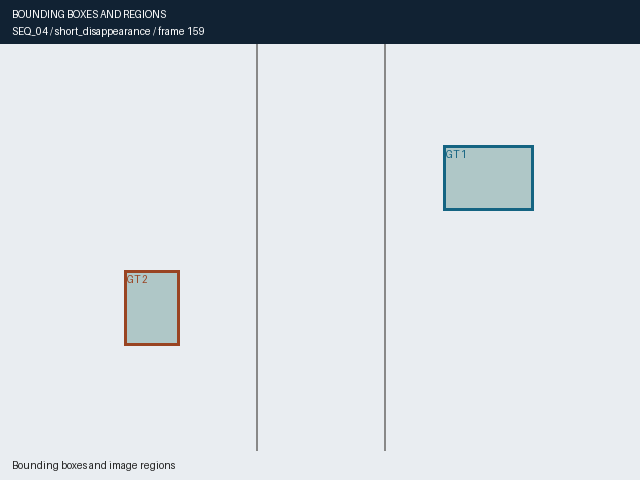 BOUNDING BOXES AND REGIONS
SEQ_04 / short_disappearance / frame 159
GT1
GT2
Bounding boxes and image regions